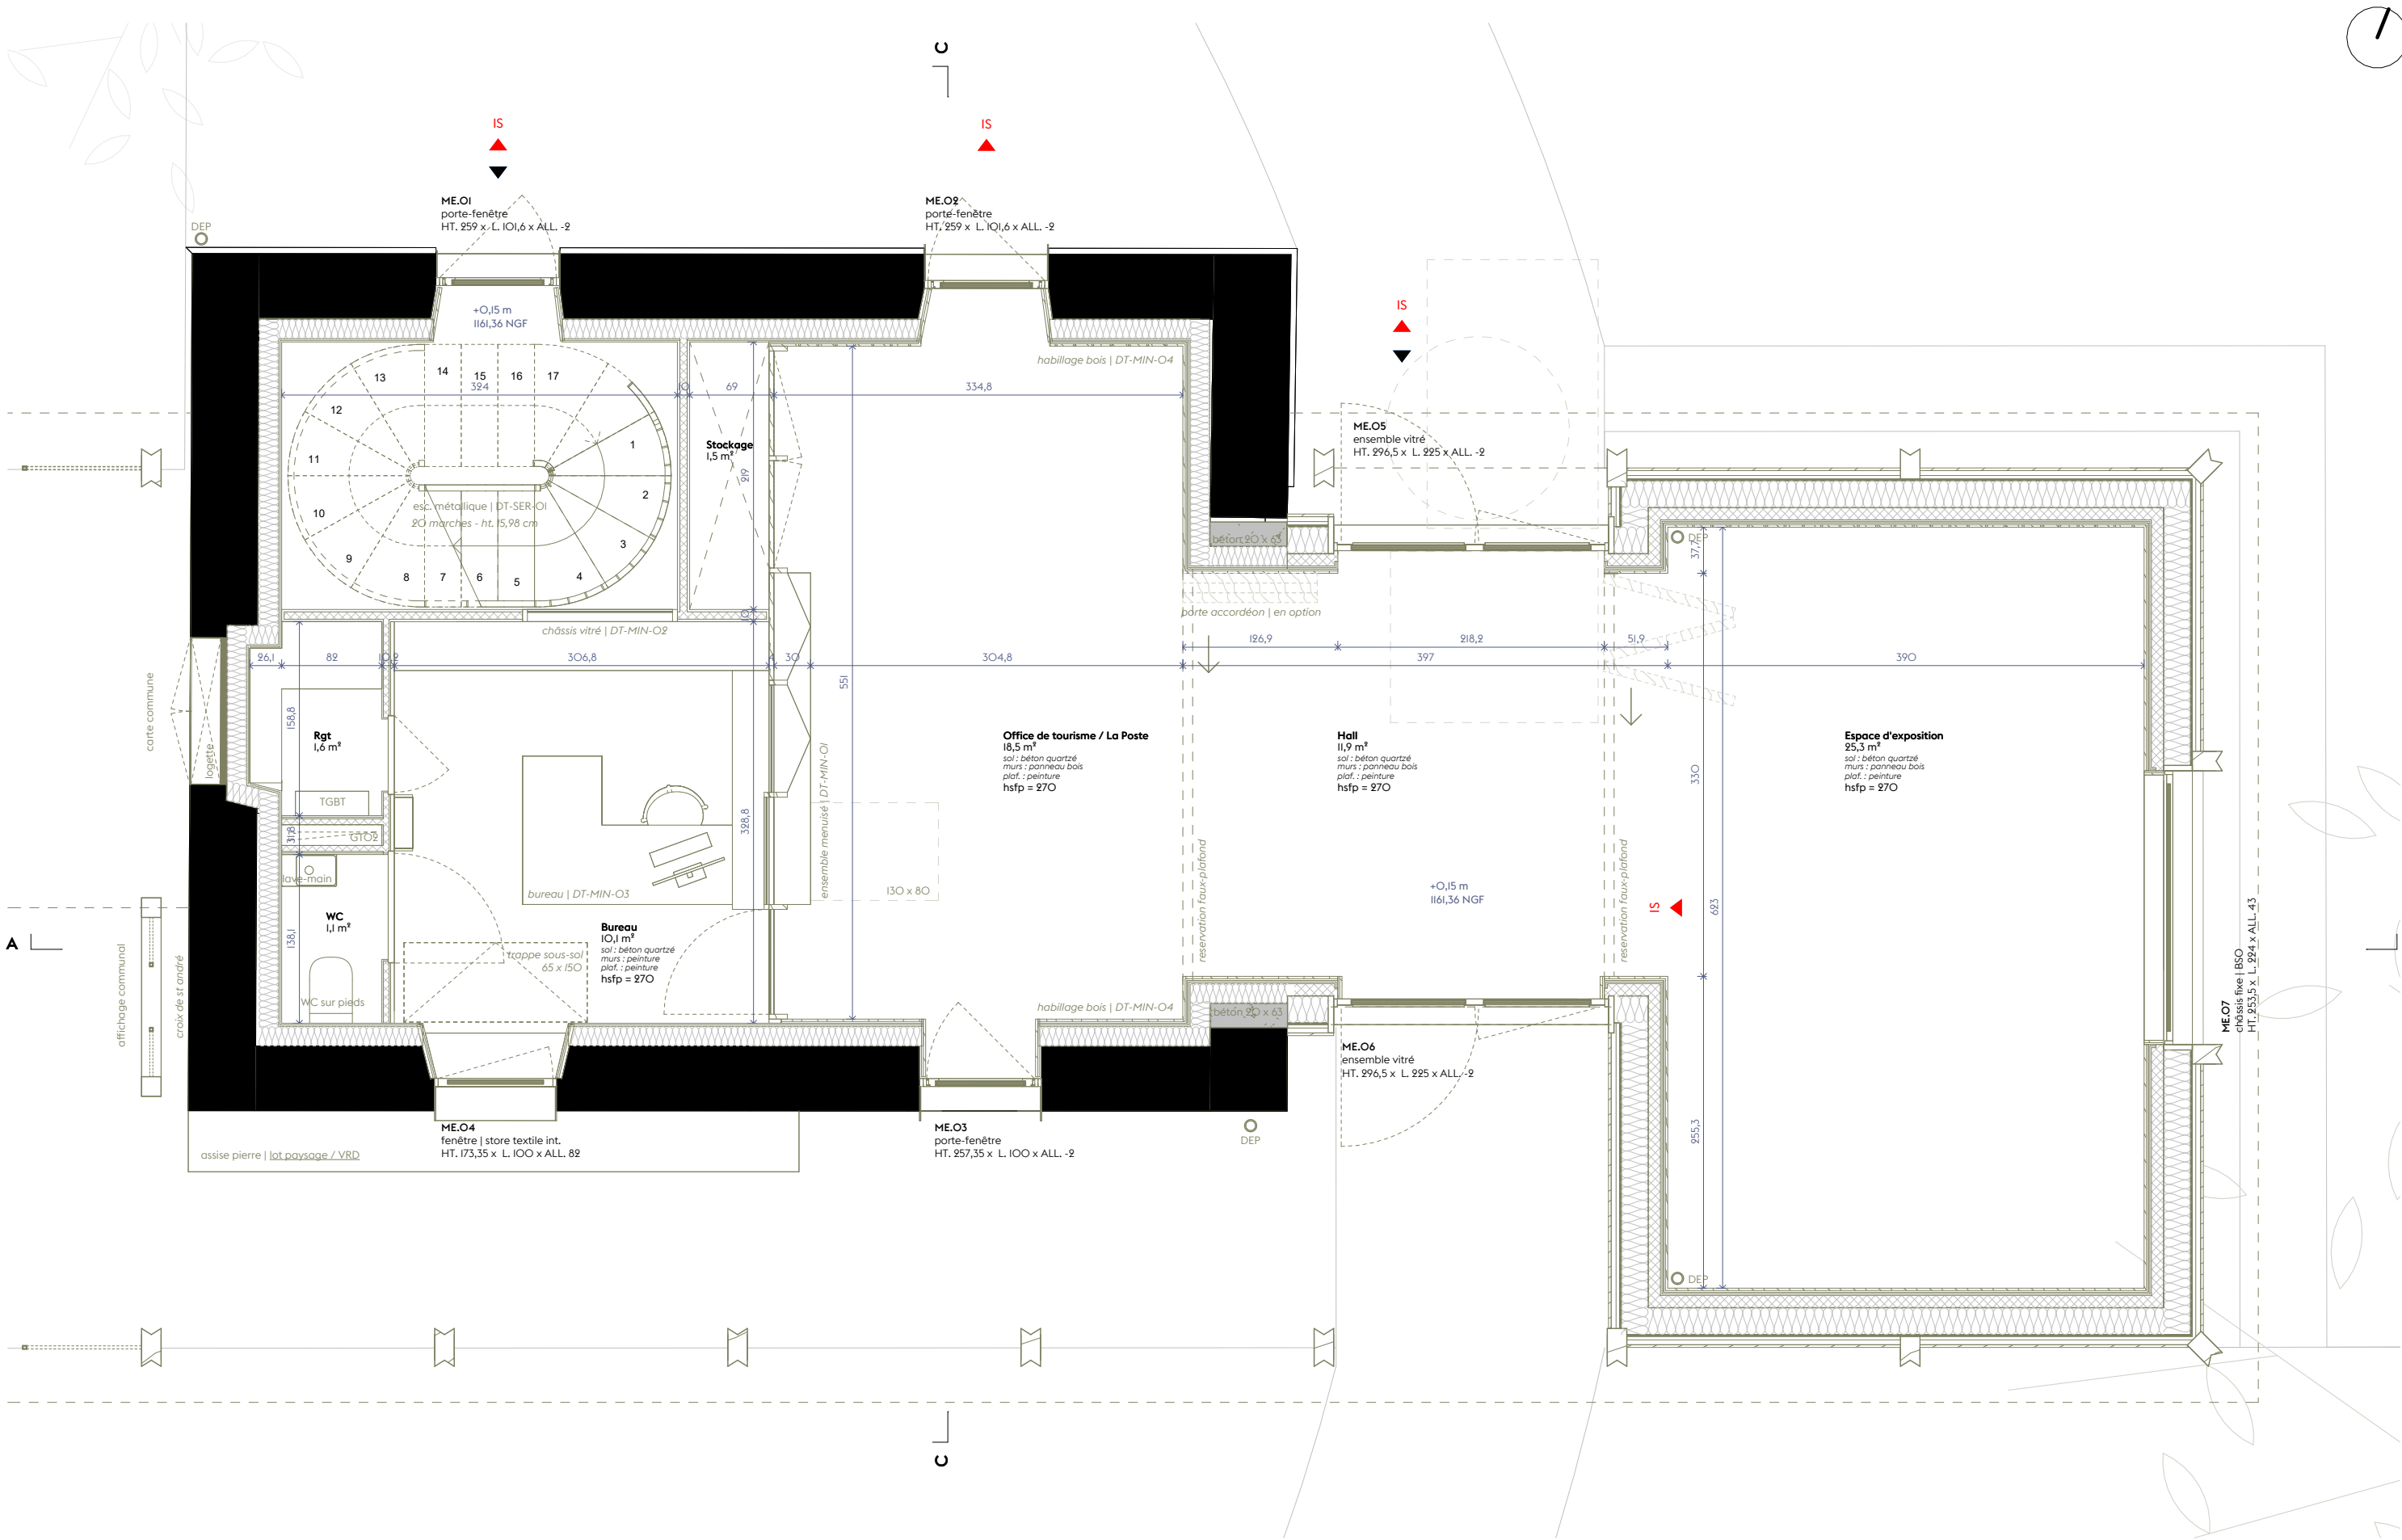 C
IS
IS
ME.01
porte-fenêtre
HT. 259 x L. 101,6 x ALL. -2
ME.02
porte-fenêtre
HT. 259 x L. 101,6 x ALL. -2
DEP
IS
+0,15 m
1161,36 NGF
habillage bois | DT-MIN-04
13
14
15
16
17
324
10
69
334,8
12
11
10
9
8
7
6
5
4
3
2
1
Stockage
1,5 m²
219
esc. métallique | DT-SER-01
20 marches - ht. 15,98 cm
ME.05
ensemble vitré
HT. 296,5 x L. 225 x ALL. -2
béton 20 x 63
DEP
37,7
porte accordéon | en option
châssis vitré | DT-MIN-02
10
126,9
218,2
51,9
26,1
82
10,2
306,8
30
304,8
397
390
551
carte commune
logette
158,8
Rgt
1,6 m²
TGBT
31,8
GT02
lave-main
WC
1,1 m²
138,1
WC sur pieds
bureau | DT-MIN-03
328,8
Bureau
10,1 m²
sol : béton quartzé
murs : peinture
plaf. : peinture
hsfp = 270
trappe sous-sol
65 x 150
ensemble menuisé | DT-MIN-01
130 x 80
Office de tourisme / La Poste
18,5 m²
sol : béton quartzé
murs : panneau bois
plaf. : peinture
hsfp = 270
Hall
11,9 m²
sol : béton quartzé
murs : panneau bois
plaf. : peinture
hsfp = 270
Espace d'exposition
25,3 m²
sol : béton quartzé
murs : panneau bois
plaf. : peinture
hsfp = 270
330
623
255,3
reservation faux-plafond
reservation faux-plafond
+0,15 m
1161,36 NGF
IS
A
affichage communal
croix de st andré
habillage bois | DT-MIN-04
béton 20 x 63
ME.06
ensemble vitré
HT. 296,5 x L. 225 x ALL. -2
ME.07
châssis fixe | BSO
HT. 253,5 x L. 224 x ALL. 43
ME.04
fenêtre | store textile int.
HT. 173,35 x L. 100 x ALL. 82
ME.03
porte-fenêtre
HT. 257,35 x L. 100 x ALL. -2
DEP
assise pierre | lot paysage / VRD
DEP
C